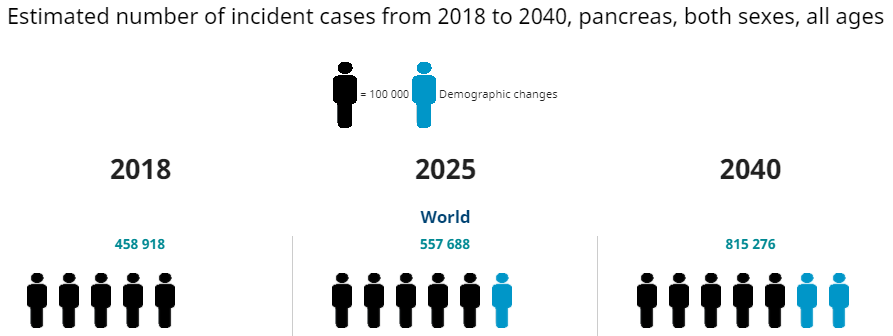 Estimated number of incident cases from 2018 to 2040, pancreas, both sexes, all ages
= 100 000 Demographic changes
2018 2025 2040
World
458 918 557 688 815 276